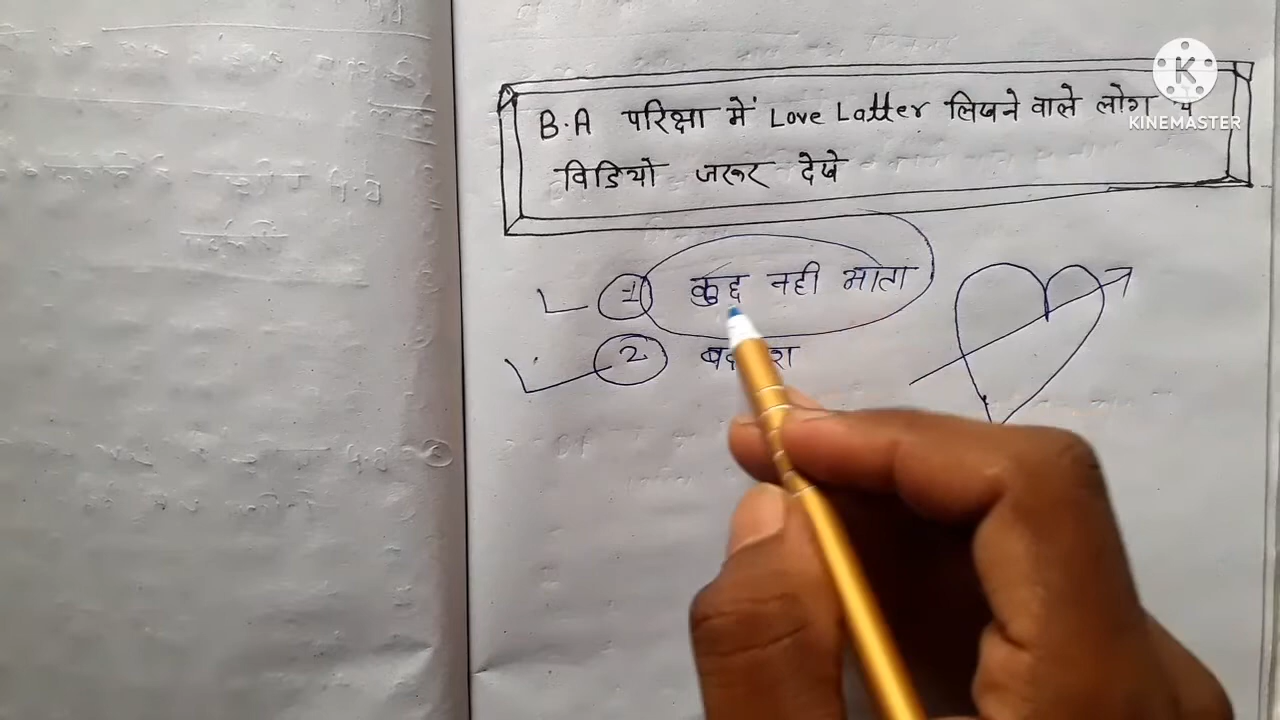 B.A परिक्षा में Love Latter लिखने वाले लोग ये
विडियो जरूर देखे
1 कुछ नही आता
2
K
KINEMASTER